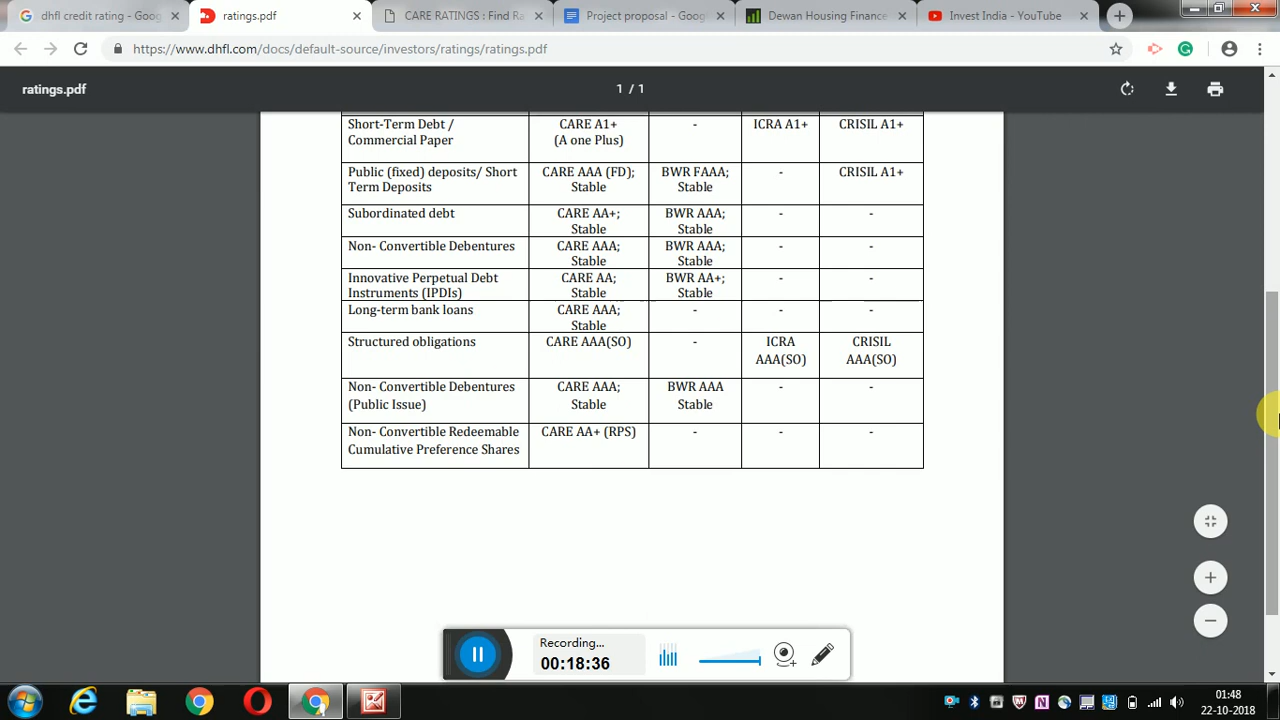 dhfl credit rating - Goog
ratings.pdf
CARE RATINGS : Find Ra
Project proposal - Googl
Dewan Housing Finance
Invest India - YouTube
https://www.dhfl.com/docs/default-source/investors/ratings/ratings.pdf
ratings.pdf
1 / 1
Short-Term Debt / CARE A1+ - ICRA A1+ CRISIL A1+
Commercial Paper (A one Plus)
Public (fixed) deposits/ Short CARE AAA (FD); BWR FAAA; - CRISIL A1+
Term Deposits Stable Stable
Subordinated debt CARE AA+; BWR AAA; - -
Stable Stable
Non- Convertible Debentures CARE AAA; BWR AAA; - -
Stable Stable
Innovative Perpetual Debt CARE AA; BWR AA+; - -
Instruments (IPDIs) Stable Stable
Long-term bank loans CARE AAA; - - -
Stable
Structured obligations CARE AAA(SO) - ICRA CRISIL
AAA(SO) AAA(SO)
Non- Convertible Debentures CARE AAA; BWR AAA - -
(Public Issue) Stable Stable
Non- Convertible Redeemable CARE AA+ (RPS) - - -
Cumulative Preference Shares
Recording...
00:18:36
01:48
22-10-2018